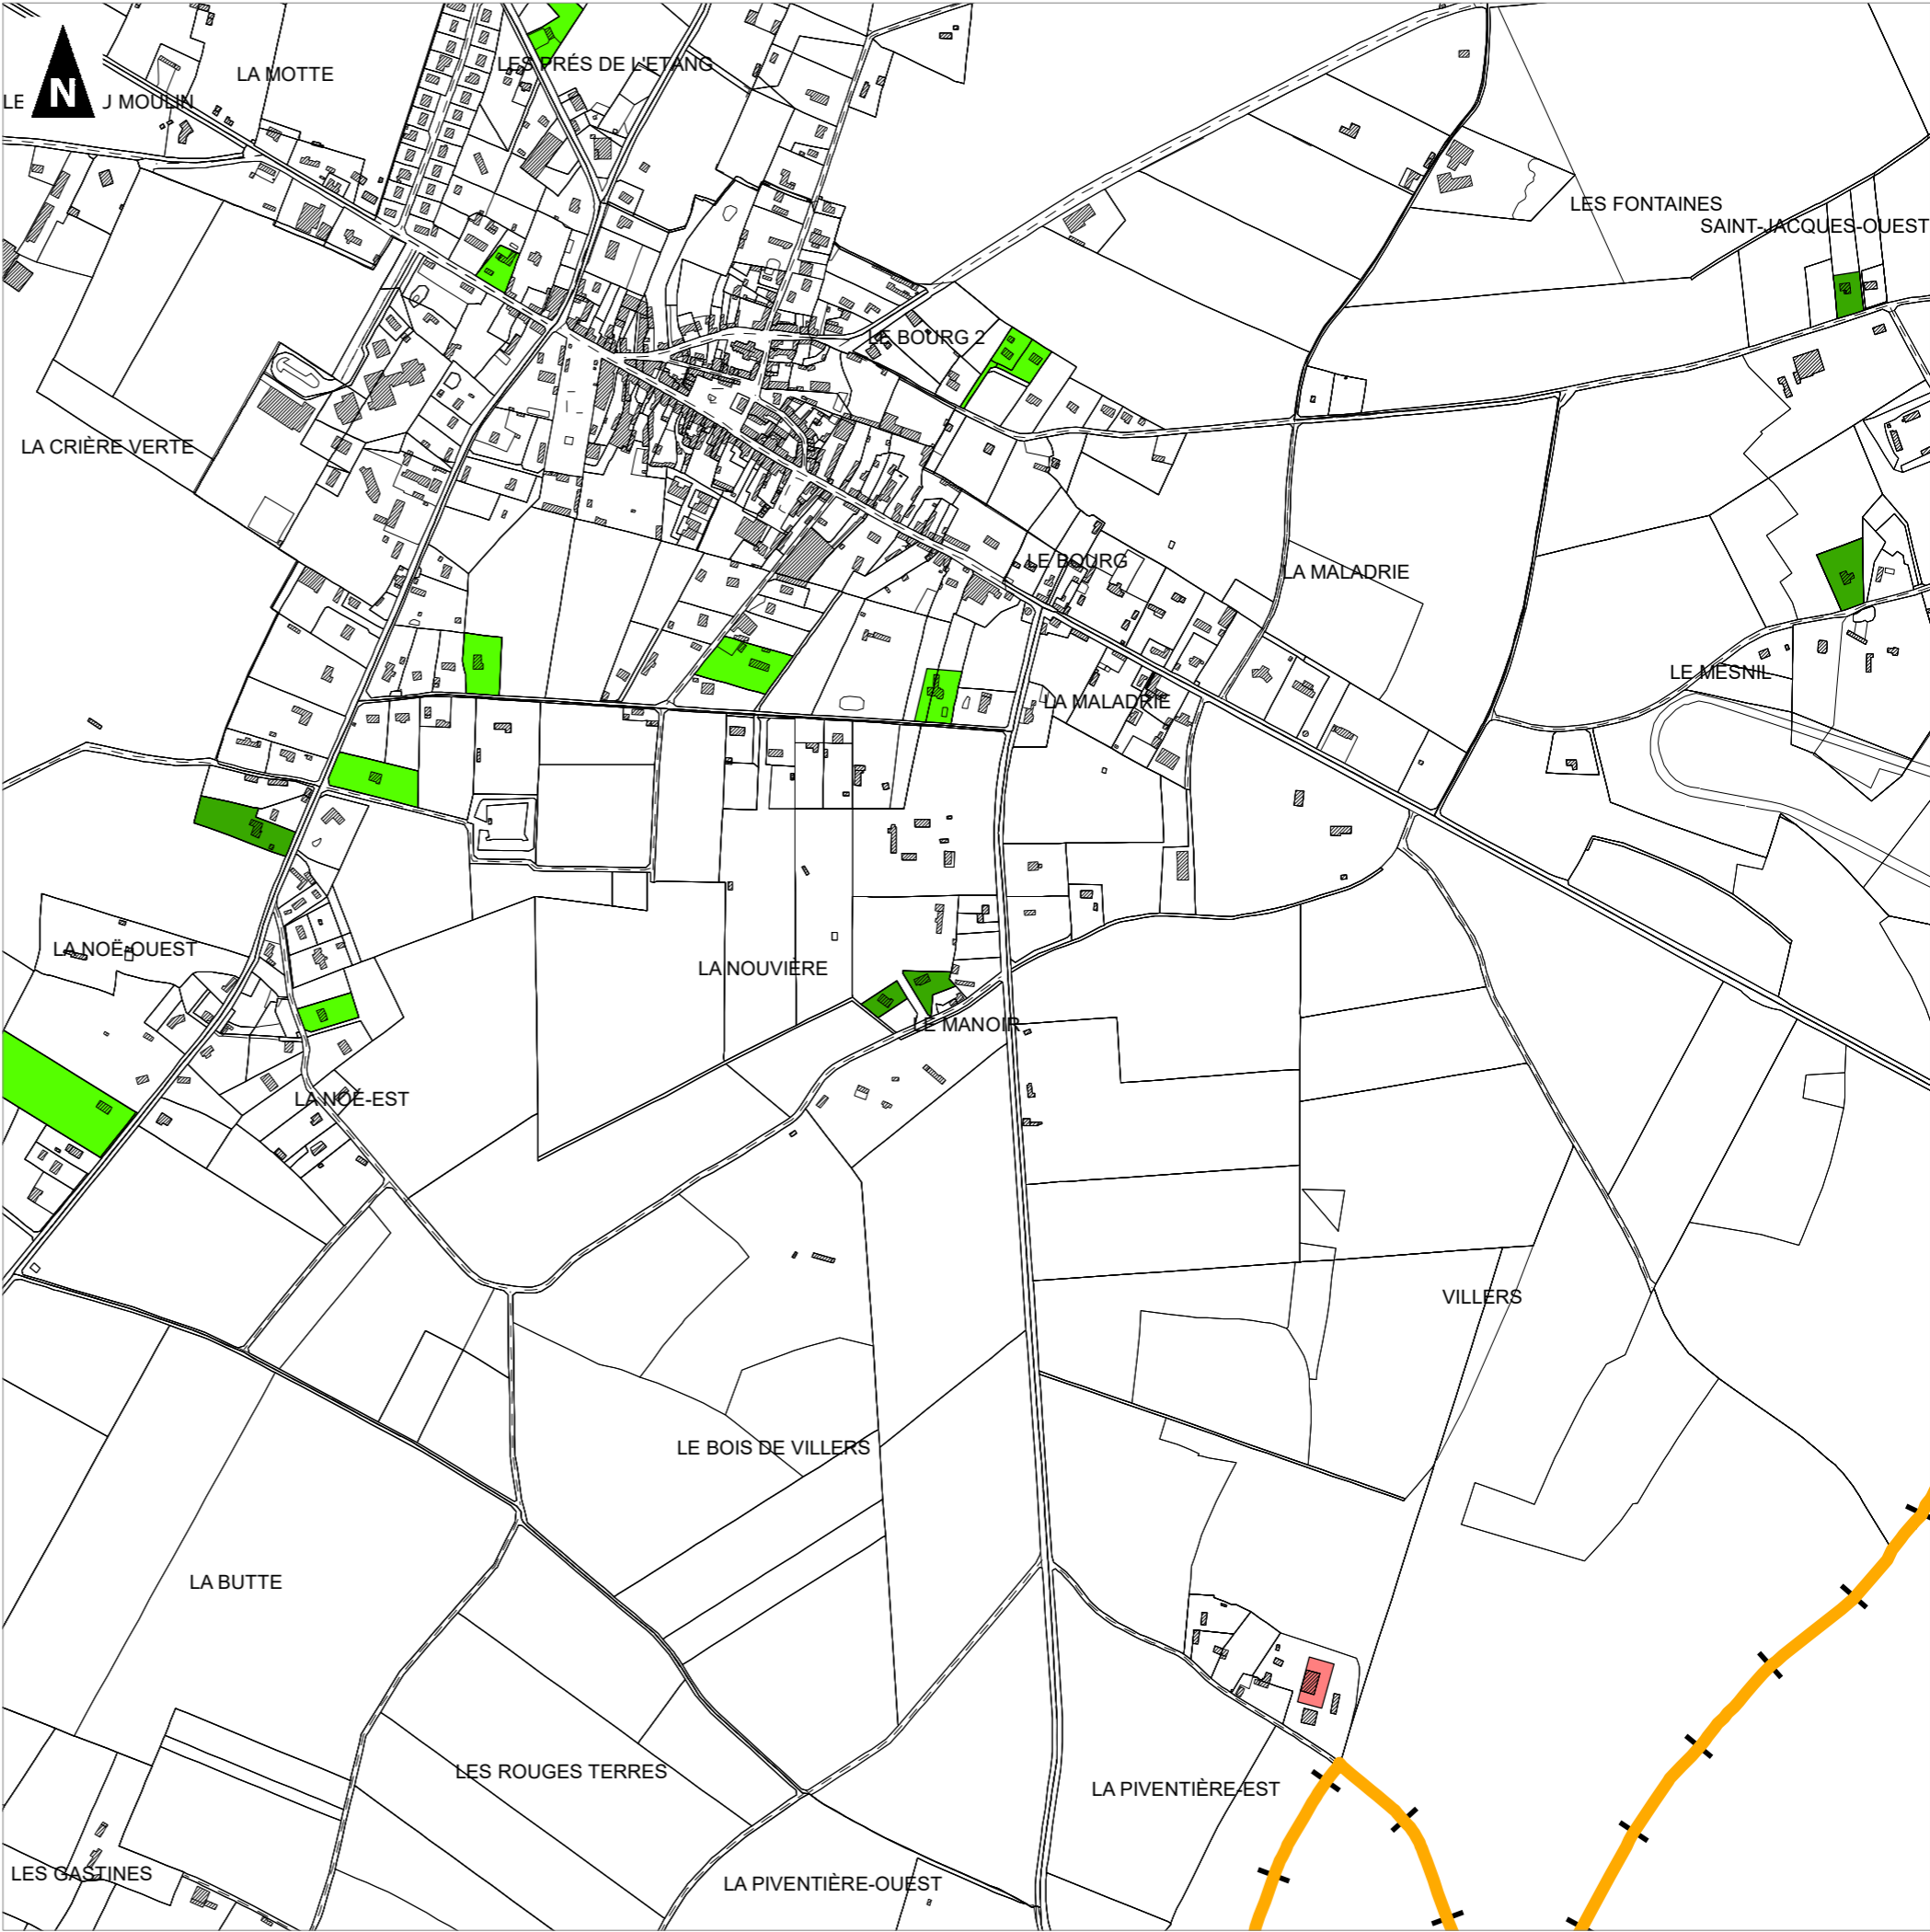 LA MOTTE
LES PRÉS DE L'ETANG
N
LE
J MOULIN
LES FONTAINES
SAINT-JACQUES-OUEST
LE BOURG 2
LA CRIÈRE VERTE
LE BOURG
LA MALADRIE
LE MESNIL
LA MALADRIE
LA NOË-OUEST
LA NOUVIÈRE
LE MANOIR
LA NOÉ-EST
VILLERS
LE BOIS DE VILLERS
LA BUTTE
LES ROUGES TERRES
LA PIVENTIÈRE-EST
LES GASTINES
LA PIVENTIÈRE-OUEST